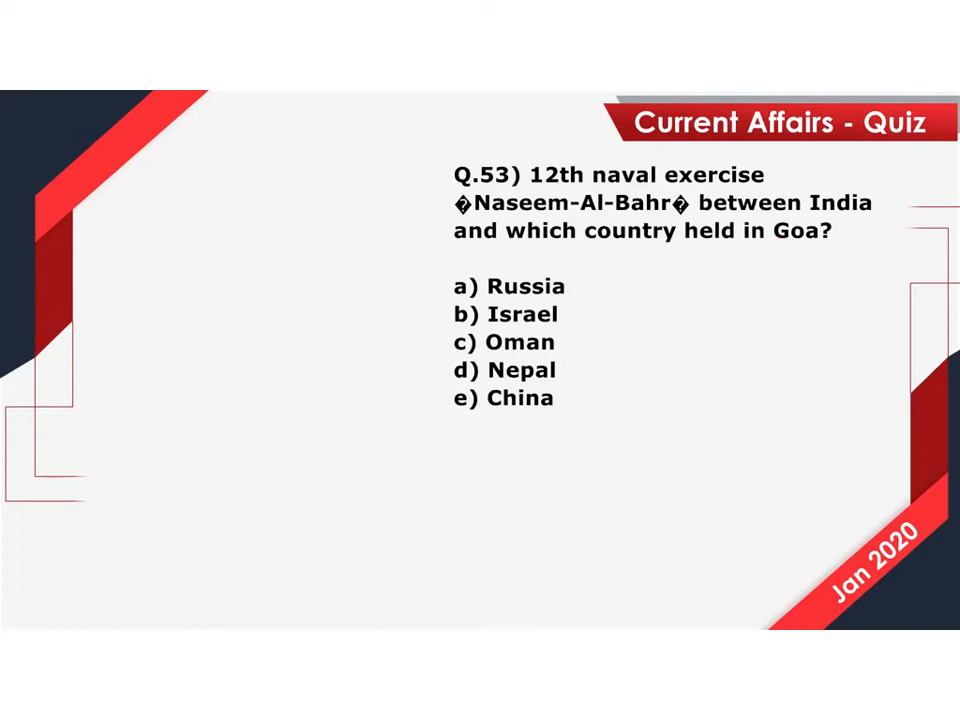 Current Affairs - Quiz
Q.53) 12th naval exercise
�Naseem-Al-Bahr� between India
and which country held in Goa?
a) Russia
b) Israel
c) Oman
d) Nepal
e) China
Jan 2020